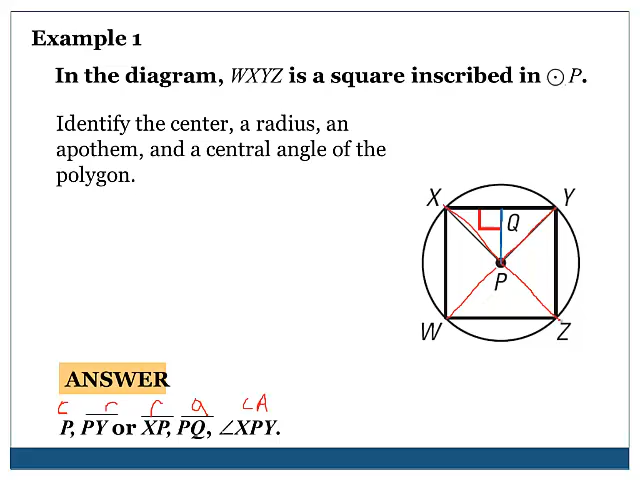 Example 1
In the diagram, WXYZ is a square inscribed in ⊙ P.
Identify the center, a radius, an
apothem, and a central angle of the
polygon.
X Y
Q
P
W Z
ANSWER
c r r a CA
P, PY or XP, PQ, ∠XPY.